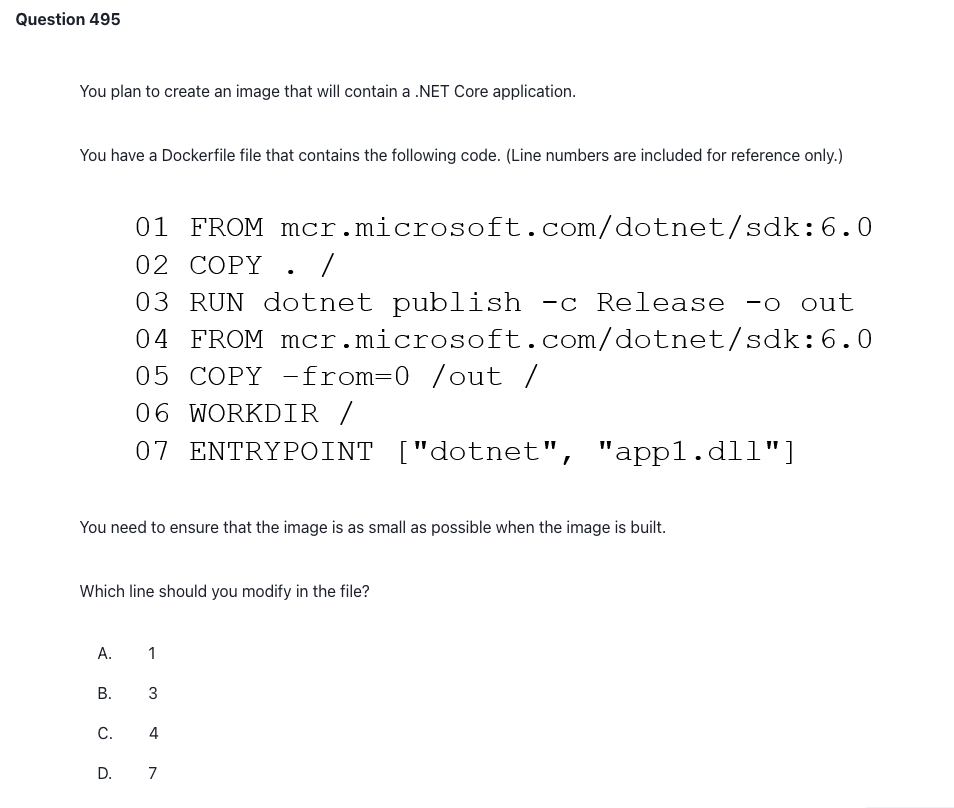 Question 495
You plan to create an image that will contain a .NET Core application.
You have a Dockerfile file that contains the following code. (Line numbers are included for reference only.)
01 FROM mcr.microsoft.com/dotnet/sdk:6.0
02 COPY . /
03 RUN dotnet publish -c Release -o out
04 FROM mcr.microsoft.com/dotnet/sdk:6.0
05 COPY –from=0 /out /
06 WORKDIR /
07 ENTRYPOINT ["dotnet", "app1.dll"]
You need to ensure that the image is as small as possible when the image is built.
Which line should you modify in the file?
A. 1
B. 3
C. 4
D. 7